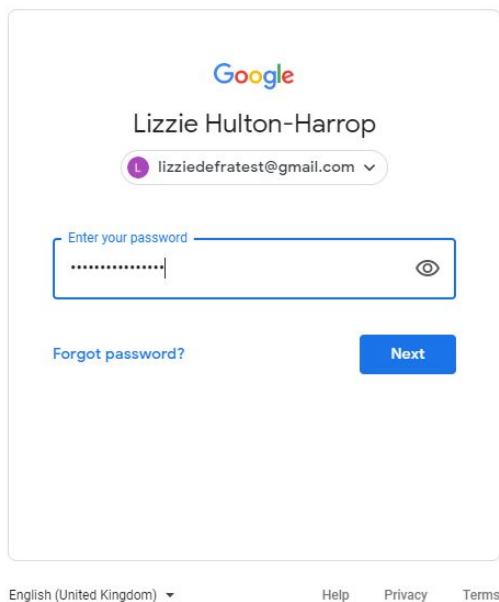 Google
Lizzie Hulton-Harrop
L lizziedefratest@gmail.com
Enter your password
••••••••••••••••
Forgot password? Next
English (United Kingdom) Help Privacy Terms